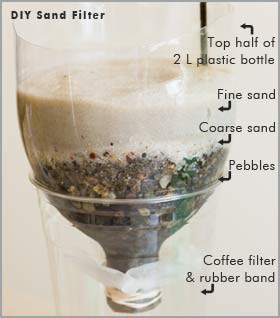 DIY Sand Filter
Top half of
2 L plastic bottle
Fine sand
Coarse sand
Pebbles
Coffee filter
& rubber band